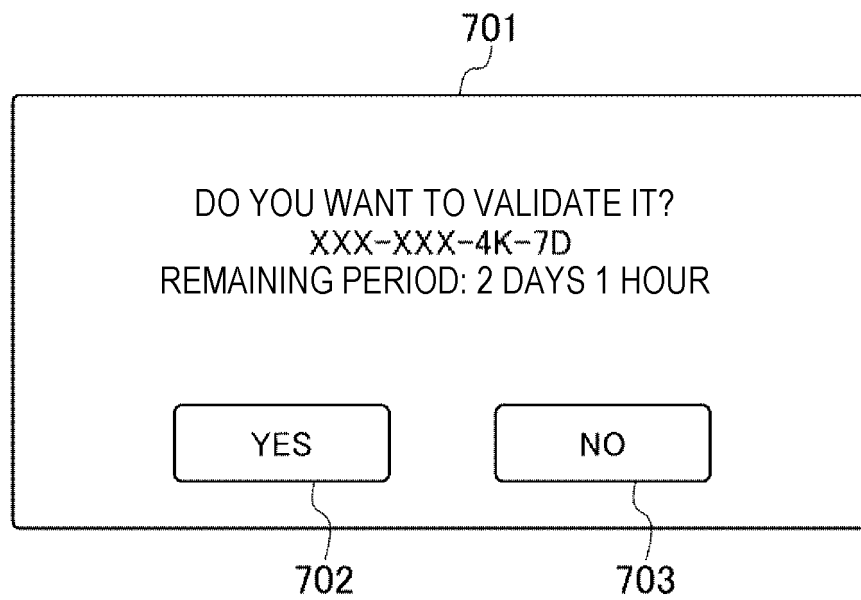 701
DO YOU WANT TO VALIDATE IT?
XXX-XXX-4K-7D
REMAINING PERIOD: 2 DAYS 1 HOUR
YES NO
702 703